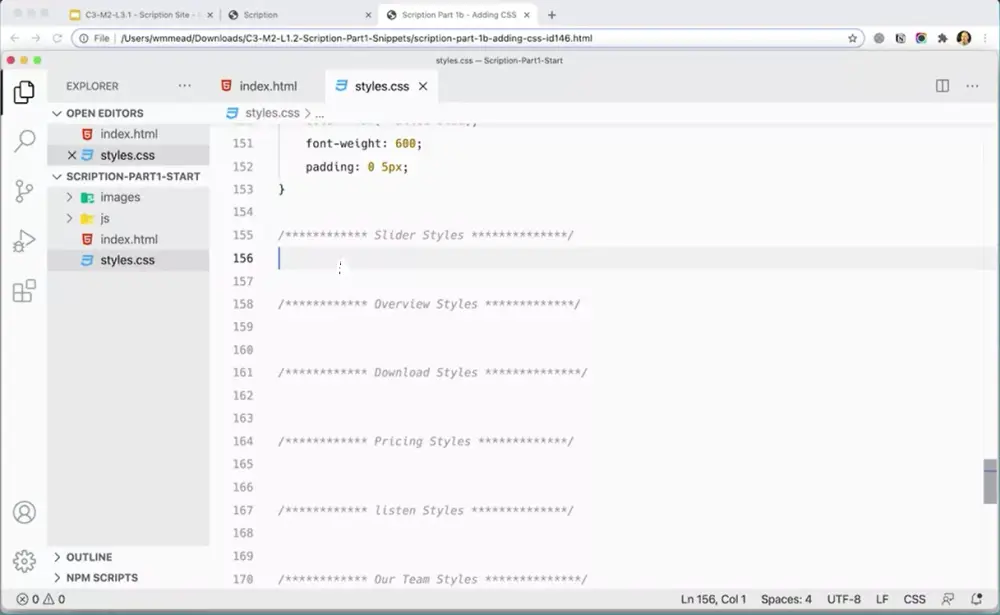 C3-M2-L3.1 - Scription Site -
Scription
Scription Part 1b - Adding CSS
File
/Users/wmmead/Downloads/C3-M2-L1.2-Scription-Part1-Snippets/scription-part-1b-adding-css-id146.html
styles.css — Scription-Part1-Start
EXPLORER
index.html
styles.css
OPEN EDITORS
styles.css > ...
index.html
styles.css
SCRIPTION-PART1-START
images
js
index.html
styles.css
151 font-weight: 600;
152 padding: 0 5px;
153 }
154
155 /************ Slider Styles **************/
156
157
158 /************ Overview Styles *************/
159
160
161 /************ Download Styles **************/
162
163
164 /************ Pricing Styles *************/
165
166
167 /************ listen Styles **************/
168
169
170 /************ Our Team Styles **************/
OUTLINE
NPM SCRIPTS
0 0
Ln 156, Col 1 Spaces: 4 UTF-8 LF CSS